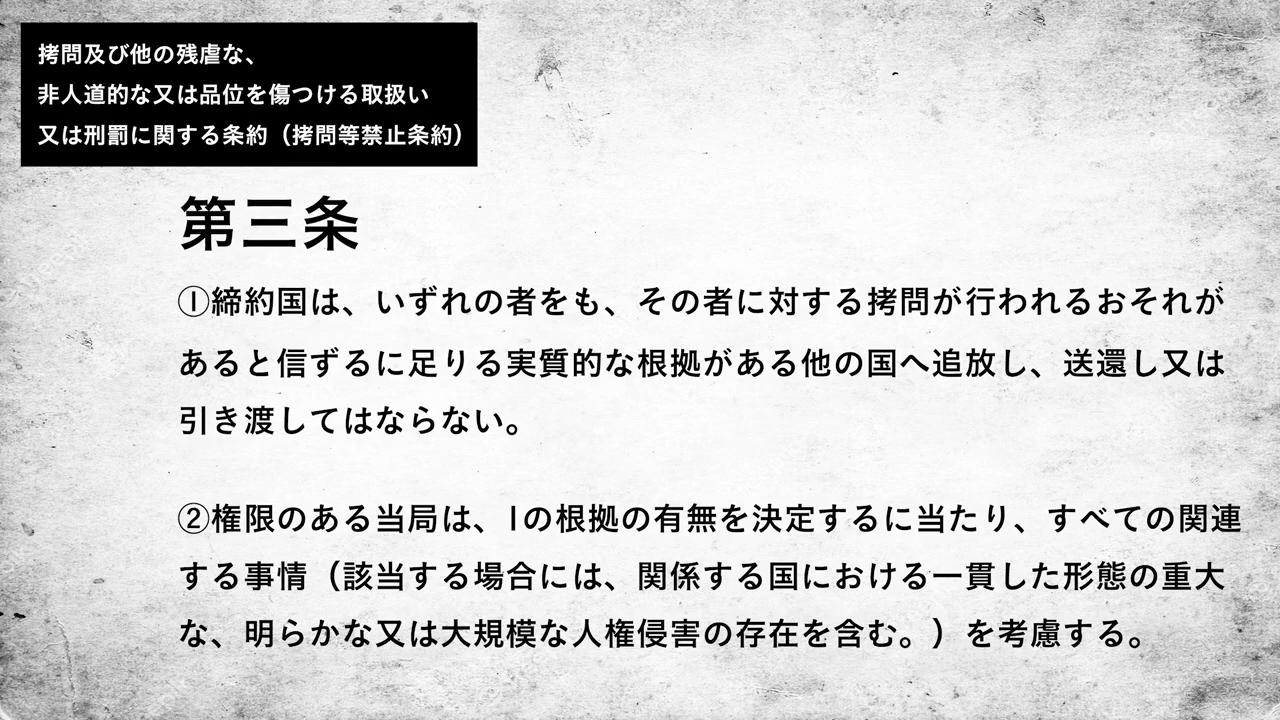 拷問及び他の残虐な、
非人道的な又は品位を傷つける取扱い
又は刑罰に関する条約（拷問等禁止条約）
第三条
①締約国は、いずれの者をも、その者に対する拷問が行われるおそれが
あると信ずるに足りる実質的な根拠がある他の国へ追放し、送還し又は
引き渡してはならない。
②権限のある当局は、1の根拠の有無を決定するに当たり、すべての関連
する事情（該当する場合には、関係する国における一貫した形態の重大
な、明らかな又は大規模な人権侵害の存在を含む。）を考慮する。